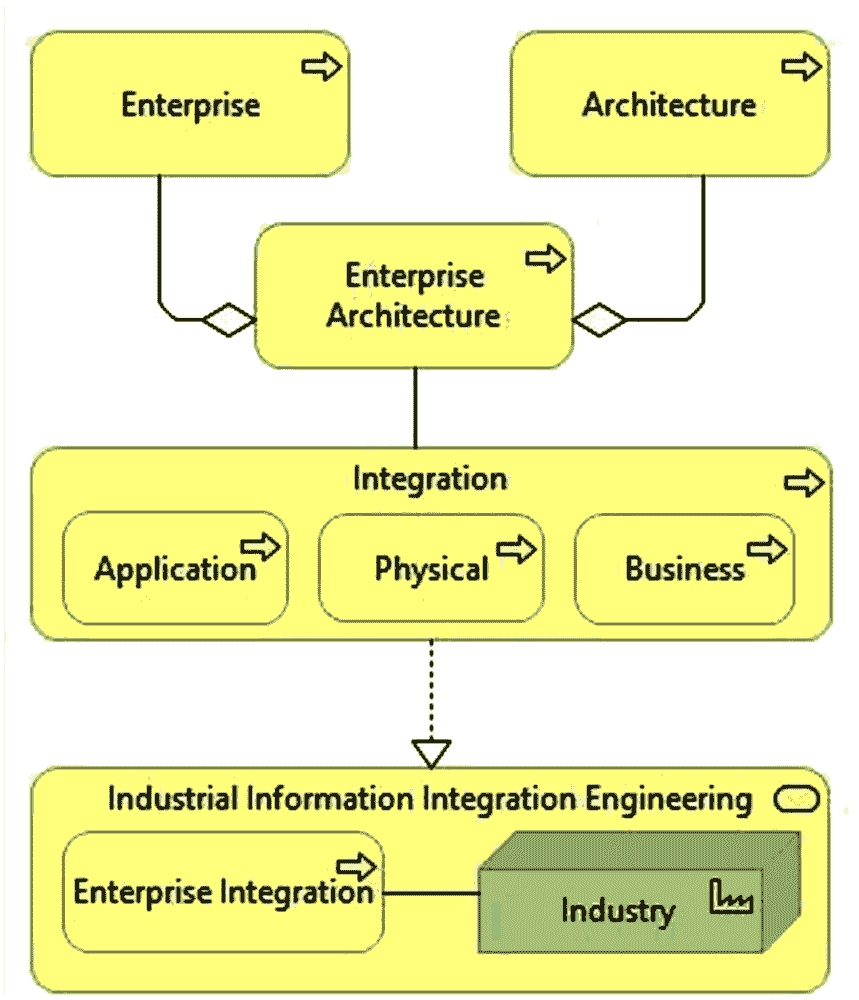 Enterprise
Architecture
Enterprise
Architecture
Integration
Application
Physical
Business
Industrial Information Integration Engineering
Enterprise Integration
Industry